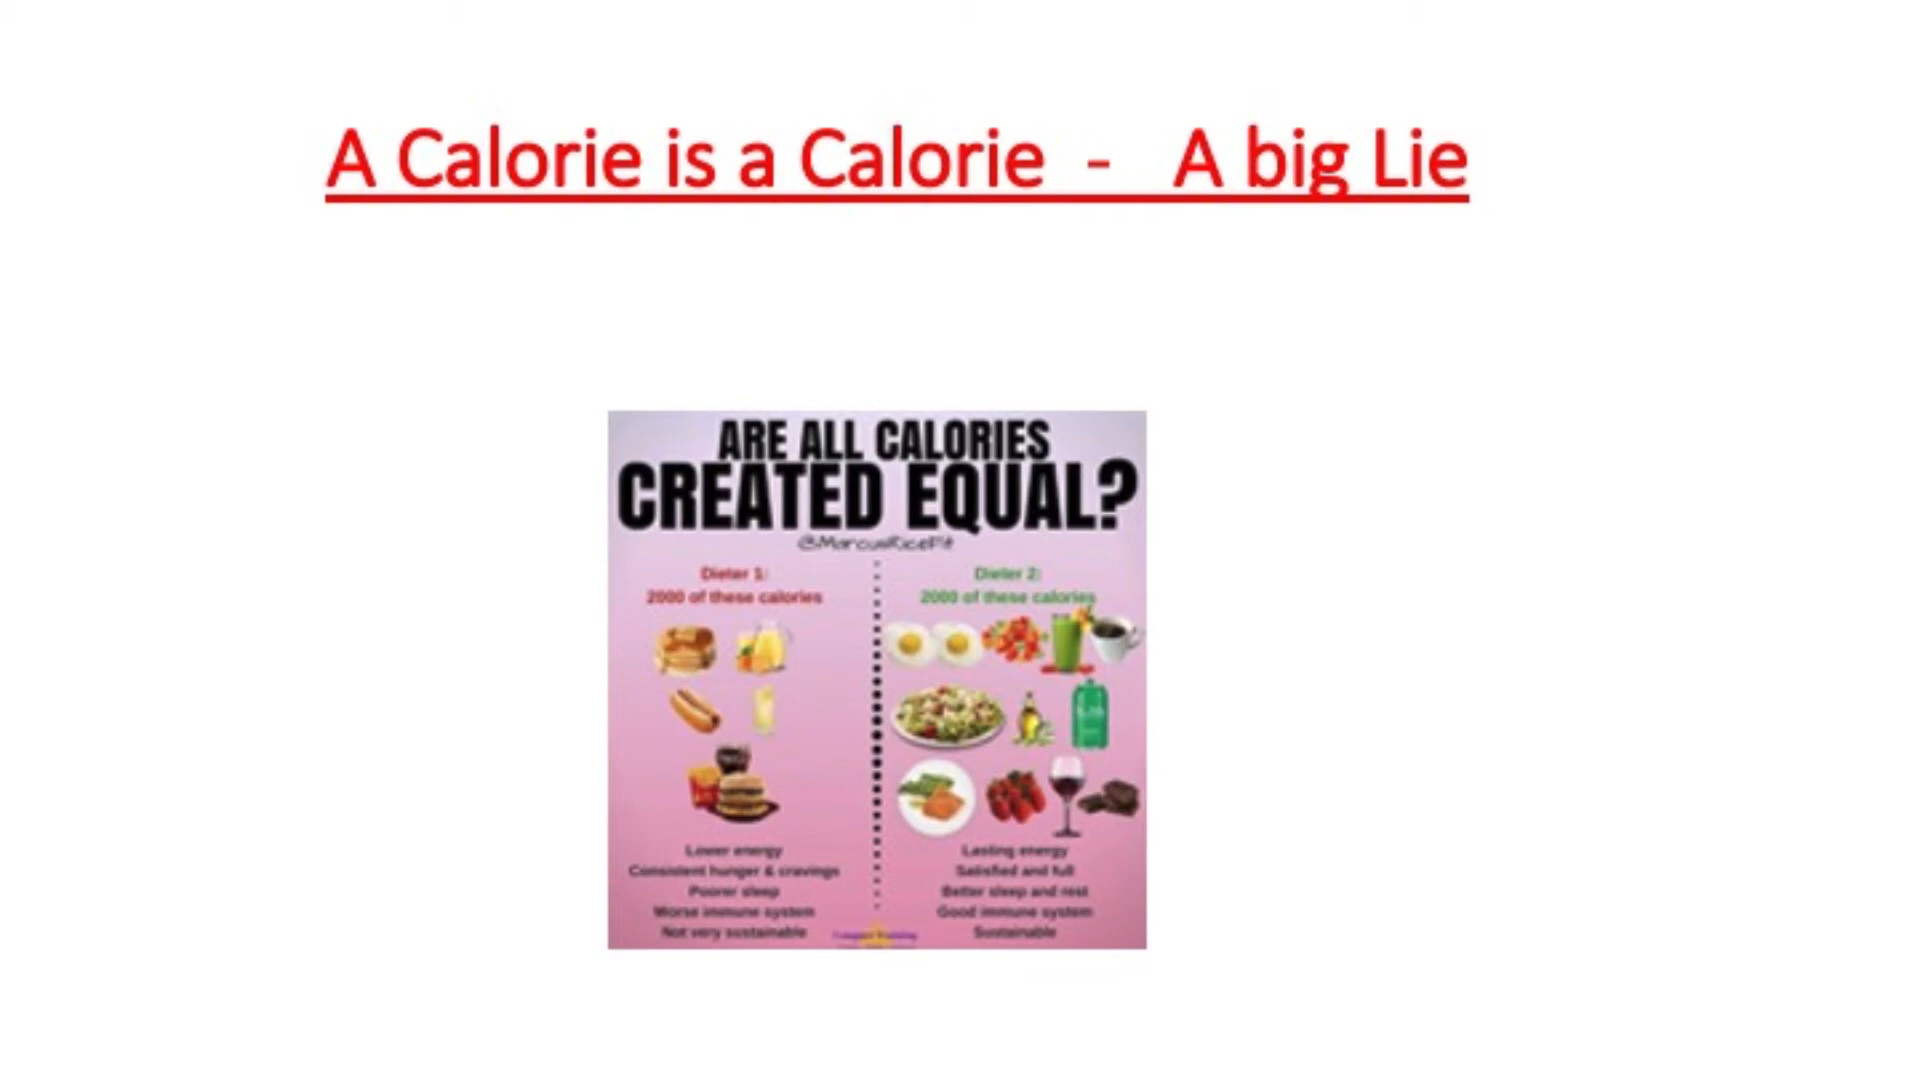 A Calorie is a Calorie - A big Lie
ARE ALL CALORIES
CREATED EQUAL?
@MarcusRiceFit
Dieter 1:
2000 of these calories
Dieter 2:
2000 of these calories
Lower energy
Consistent hunger & cravings
Poorer sleep
Worse immune system
Not very sustainable
Lasting energy
Satisfied and full
Better sleep and rest
Good immune system
Sustainable